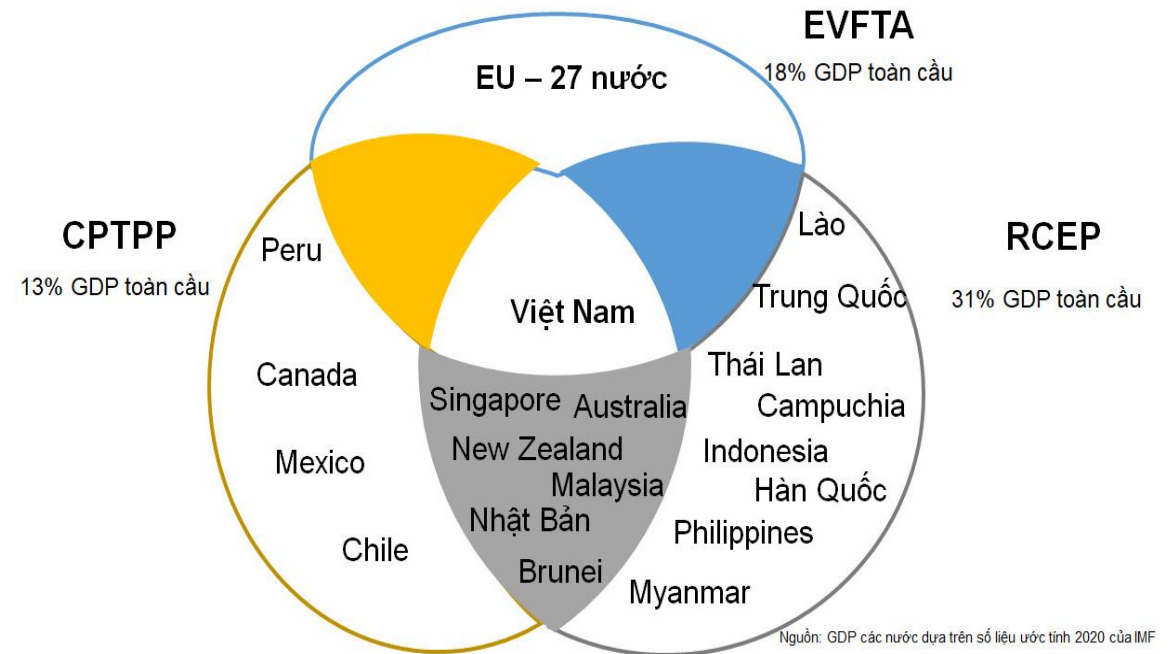 EVFTA
18% GDP toàn cầu
EU – 27 nước
CPTPP
13% GDP toàn cầu
RCEP
31% GDP toàn cầu
Việt Nam
Peru
Canada
Mexico
Chile
Singapore
Australia
New Zealand
Malaysia
Nhật Bản
Brunei
Lào
Trung Quốc
Thái Lan
Campuchia
Indonesia
Hàn Quốc
Philippines
Myanmar
Nguồn: GDP các nước dựa trên số liệu ước tính 2020 của IMF